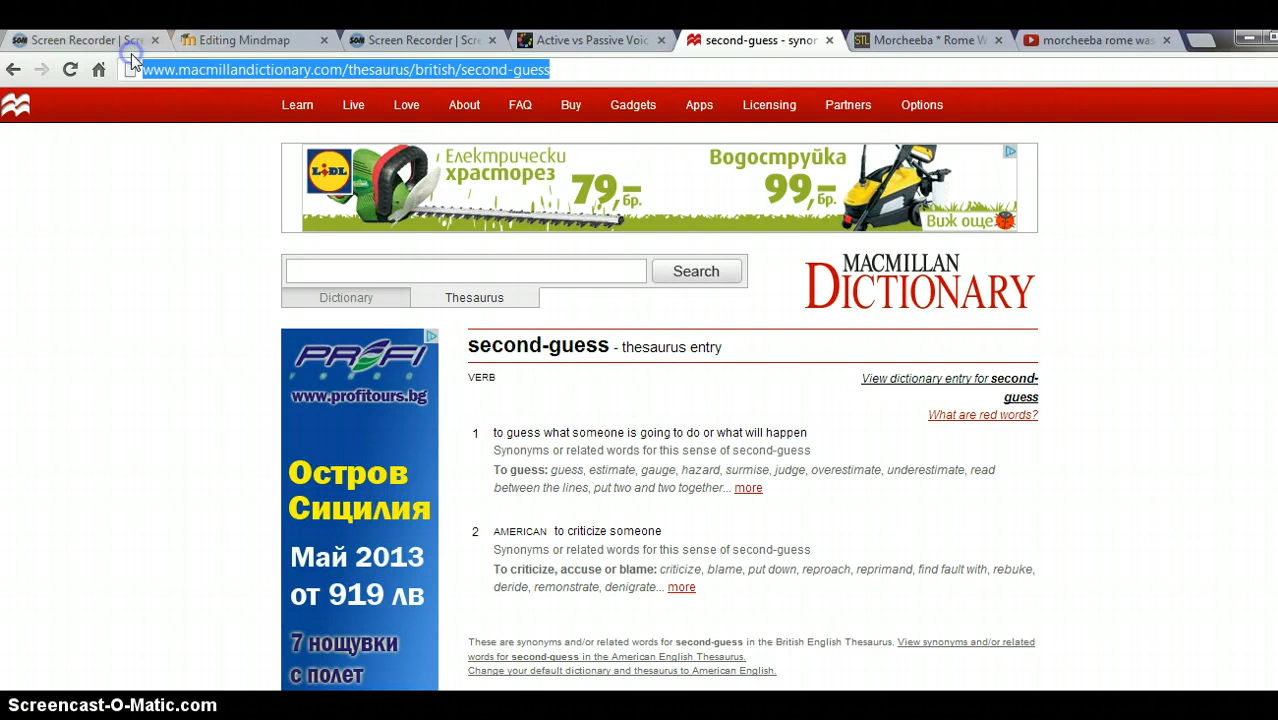 Screen Recorder | Scre
Editing Mindmap
Screen Recorder | Scre
Active vs Passive Voic
second-guess - synor
Morcheeba * Rome W
morcheeba rome was
www.macmillandictionary.com/thesaurus/british/second-guess
Learn Live Love About FAQ Buy Gadgets Apps Licensing Partners Options
LIDL
Електрически
храсторез
79,-
бр.
Водоструйка
99,-
бр.
Виж още
Search
Dictionary Thesaurus
MACMILLAN
DICTIONARY
PROFI
www.profitours.bg
Остров
Сицилия
Май 2013
от 919 лв
7 нощувки
с полет
second-guess - thesaurus entry
VERB
View dictionary entry for second-
guess
What are red words?
1 to guess what someone is going to do or what will happen
Synonyms or related words for this sense of second-guess
To guess: guess, estimate, gauge, hazard, surmise, judge, overestimate, underestimate, read
between the lines, put two and two together... more
2 AMERICAN to criticize someone
Synonyms or related words for this sense of second-guess
To criticize, accuse or blame: criticize, blame, put down, reproach, reprimand, find fault with, rebuke,
deride, remonstrate, denigrate... more
These are synonyms and/or related words for second-guess in the British English Thesaurus. View synonyms and/or related
words for second-guess in the American English Thesaurus.
Change your default dictionary and thesaurus to American English.
Screencast-O-Matic.com